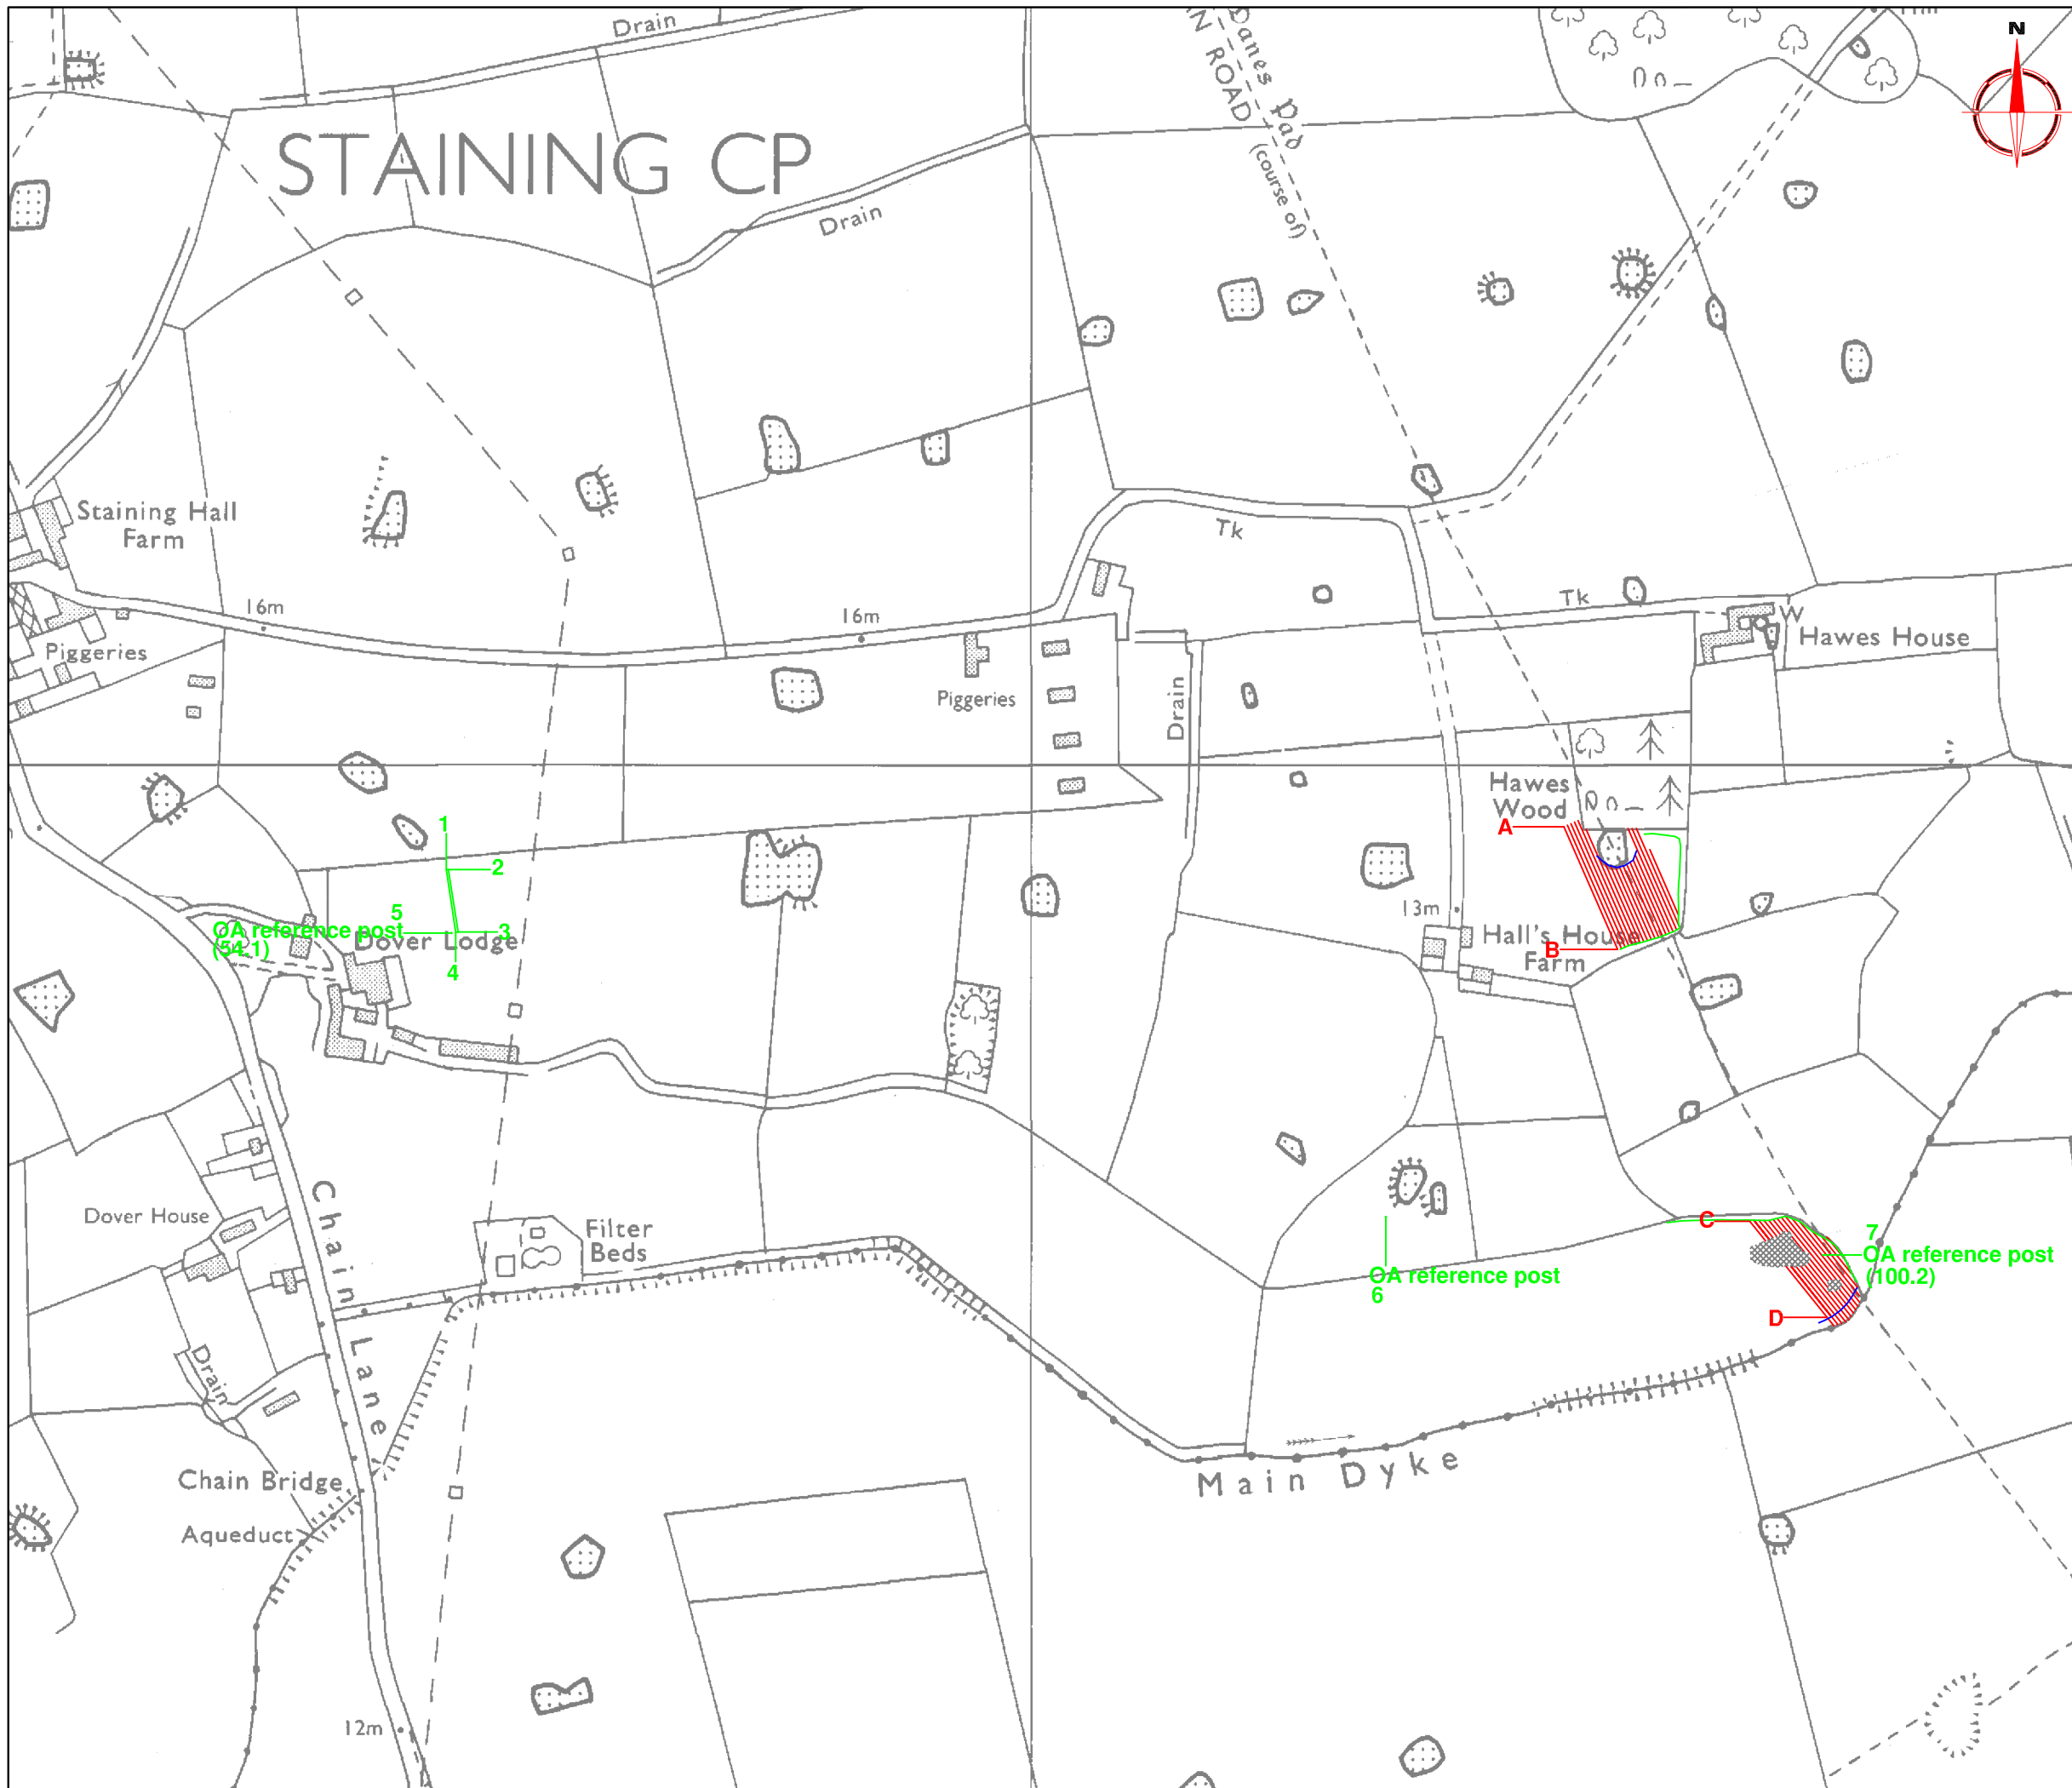 Drain
Danes Pad
N ROAD
(course of)
11m
N
STAINING CP
Drain
Staining Hall
Farm
Tk
16m
16m
Tk
W
Hawes House
Piggeries
Piggeries
Drain
Hawes
Wood
1
A
2
13m
5
OA reference post
3
(54.1)
Dover Lodge
Hall's House
B
Farm
4
Chain Lane
Dover House
Filter
Beds
C
7
OA reference post
(100.2)
OA reference post
6
D
Drain
Main Dyke
Chain Bridge
Aqueduct
12m